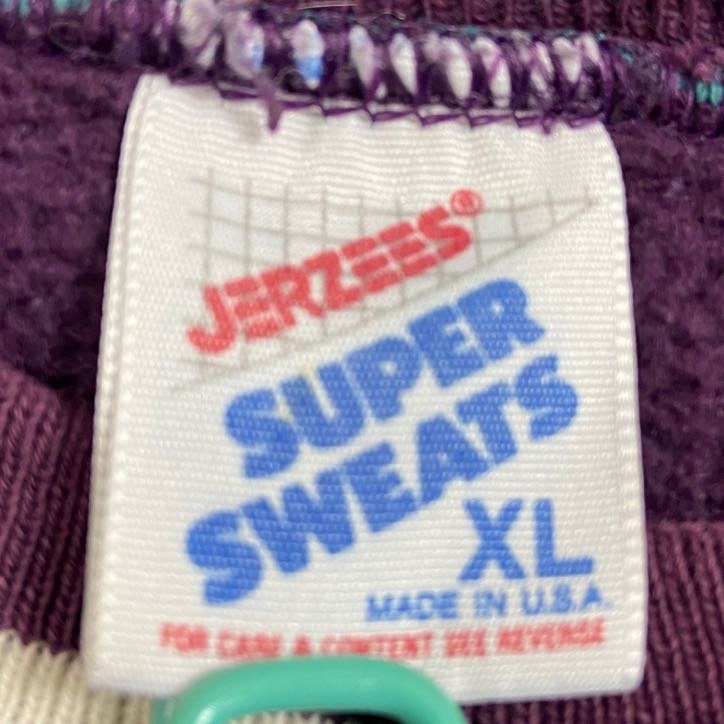 JERZEES®
SUPER
SWEATS
XL
MADE IN U.S.A.
FOR CARE & CONTENT SEE REVERSE